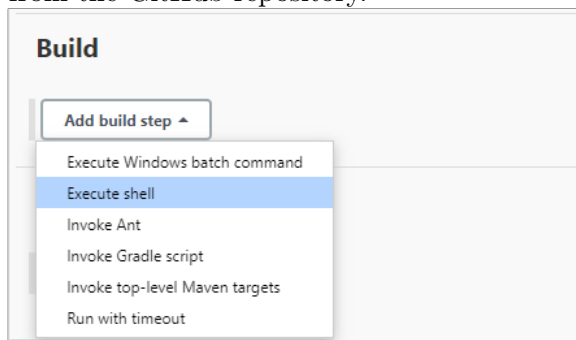 from the GitHub repository.
Build
Add build step
Execute Windows batch command
Execute shell
Invoke Ant
Invoke Gradle script
Invoke top-level Maven targets
Run with timeout